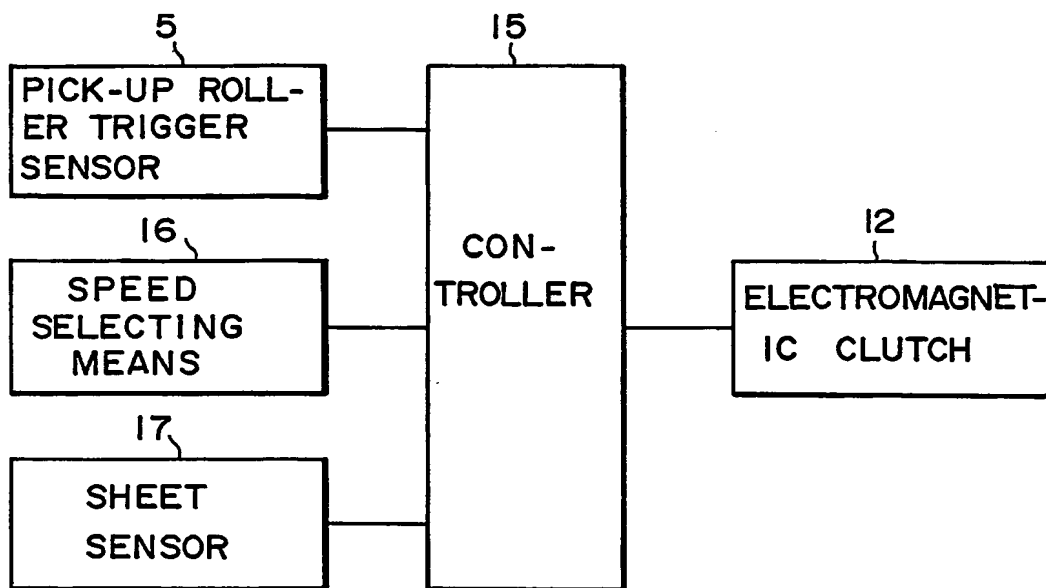 5
PICK-UP ROLL-
ER TRIGGER
SENSOR
16
SPEED
SELECTING
MEANS
17
SHEET
SENSOR
15
CON-
TROLLER
12
ELECTROMAGNET-
IC CLUTCH